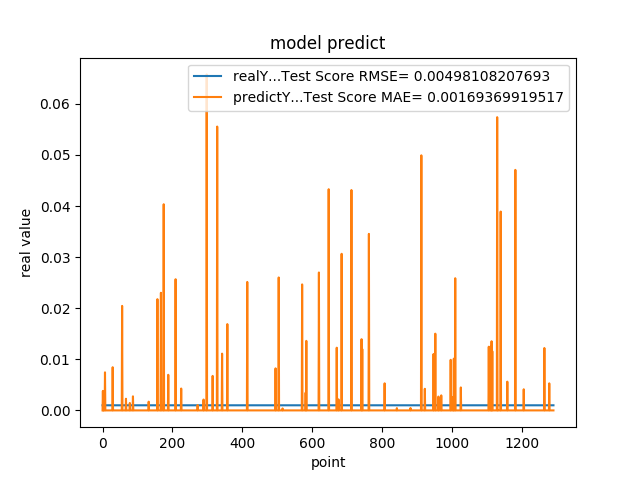 model predict
realY...Test Score RMSE= 0.00498108207693
predictY...Test Score MAE= 0.00169369919517
0.06
0.05
0.04
0.03
0.02
0.01
0.00
real value
0 200 400 600 800 1000 1200
point